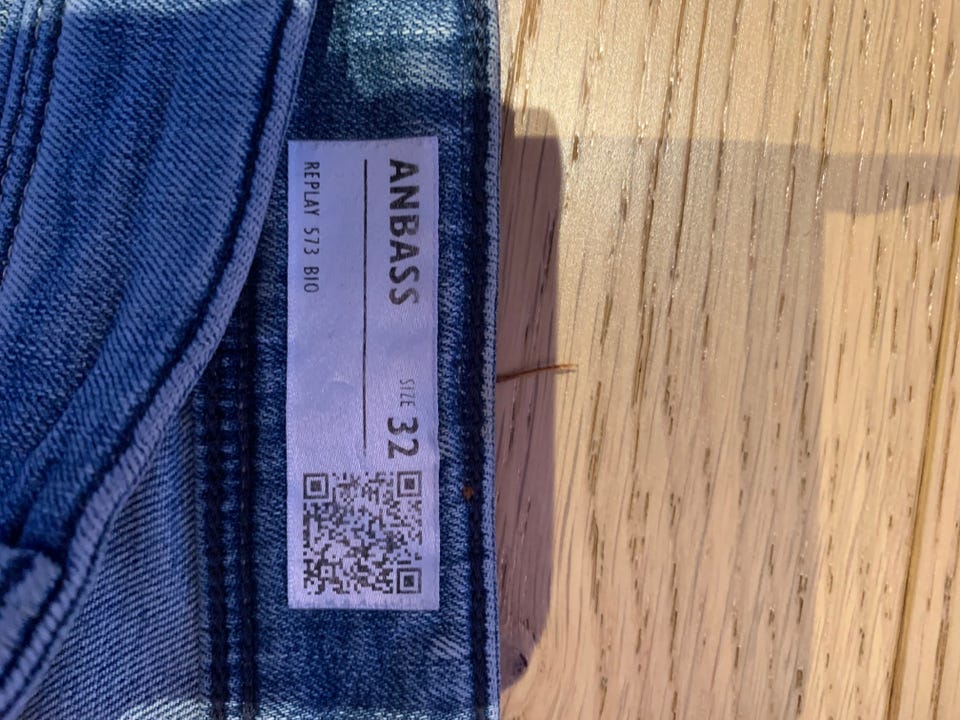 ANBASS SIZE 32
REPLAY 573 BIO